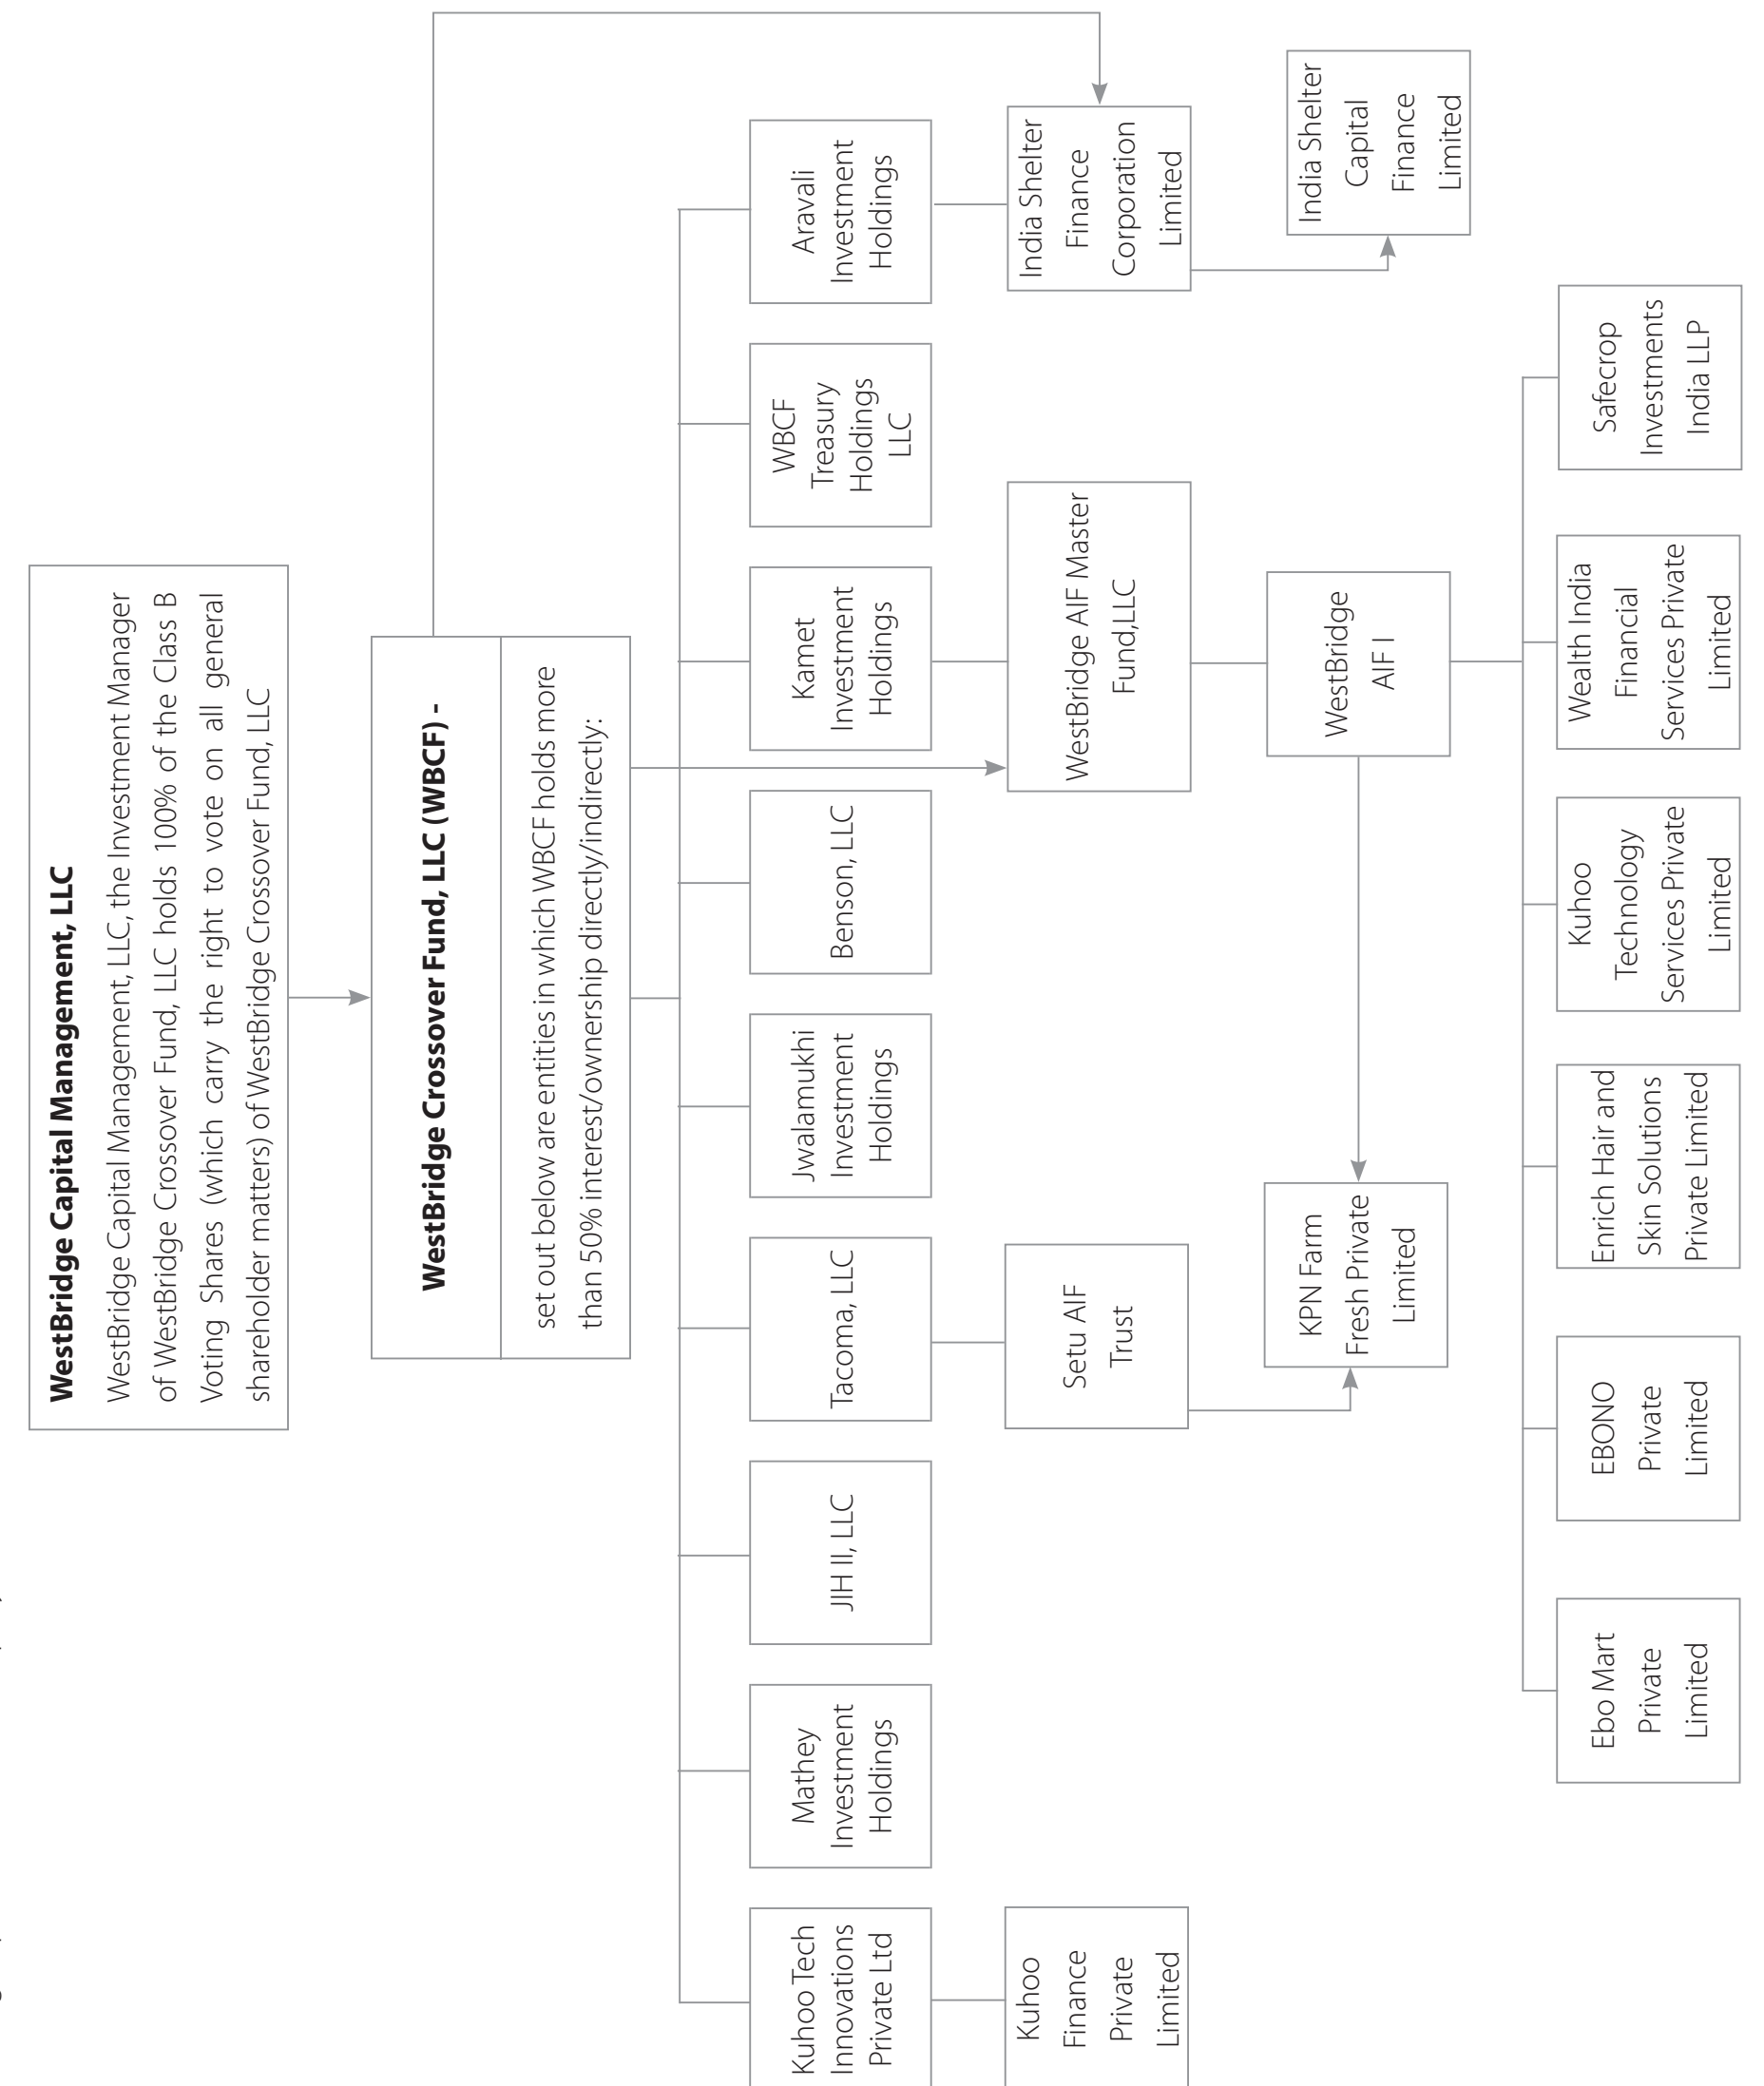 WestBridge Capital Management, LLC
WestBridge Capital Management, LLC, the Investment Manager
of WestBridge Crossover Fund, LLC holds 100% of the Class B
Voting Shares (which carry the right to vote on all general
shareholder matters) of WestBridge Crossover Fund, LLC
WestBridge Crossover Fund, LLC (WBCF) -
set out below are entities in which WBCF holds more
than 50% interest/ownership directly/indirectly:
Kuhoo Tech
Innovations
Private Ltd
Mathey
Investment
Holdings
JIH II, LLC
Tacoma, LLC
Jwalamukhi
Investment
Holdings
Benson, LLC
Kamet
Investment
Holdings
WBCF
Treasury
Holdings
LLC
Aravali
Investment
Holdings
Kuhoo
Finance
Private
Limited
Setu AIF
Trust
WestBridge AIF Master
Fund,LLC
India Shelter
Finance
Corporation
Limited
KPN Farm
Fresh Private
Limited
WestBridge
AIF I
India Shelter
Capital
Finance
Limited
Ebo Mart
Private
Limited
EBONO
Private
Limited
Enrich Hair and
Skin Solutions
Private Limited
Kuhoo
Technology
Services Private
Limited
Wealth India
Financial
Services Private
Limited
Safecrop
Investments
India LLP